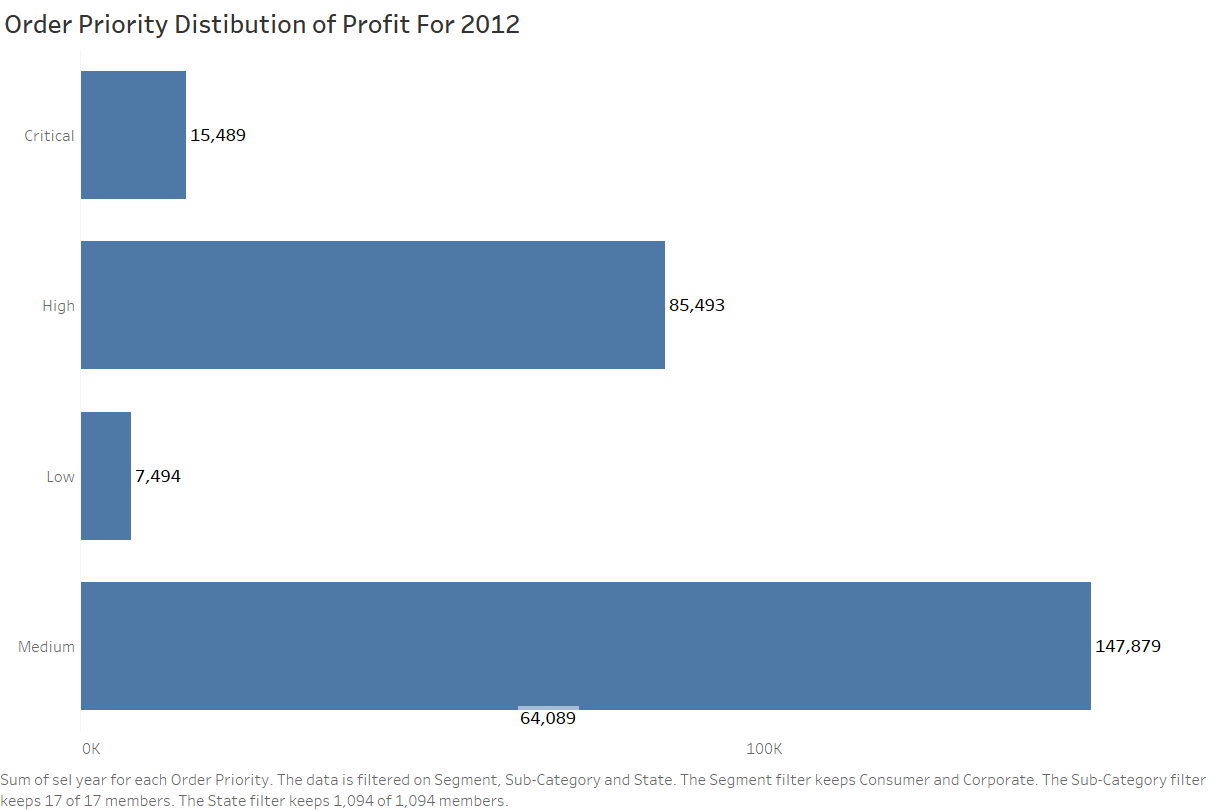 Order Priority Distibution of Profit For 2012
Critical
15,489
High
85,493
Low
7,494
Medium
147,879
64,089
0K
100K
Sum of sel year for each Order Priority. The data is filtered on Segment, Sub-Category and State. The Segment filter keeps Consumer and Corporate. The Sub-Category filter
keeps 17 of 17 members. The State filter keeps 1,094 of 1,094 members.